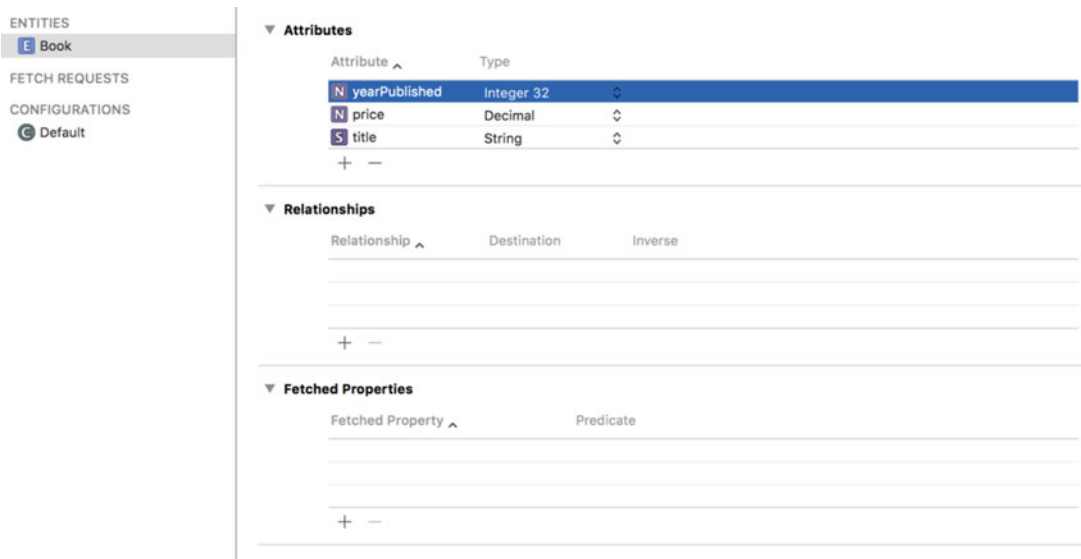 ENTITIES
E Book
FETCH REQUESTS
CONFIGURATIONS
C Default
Attributes
Attribute Type
N yearPublished Integer 32
N price Decimal
S title String
+ −
Relationships
Relationship Destination Inverse
+ −
Fetched Properties
Fetched Property Predicate
+ −